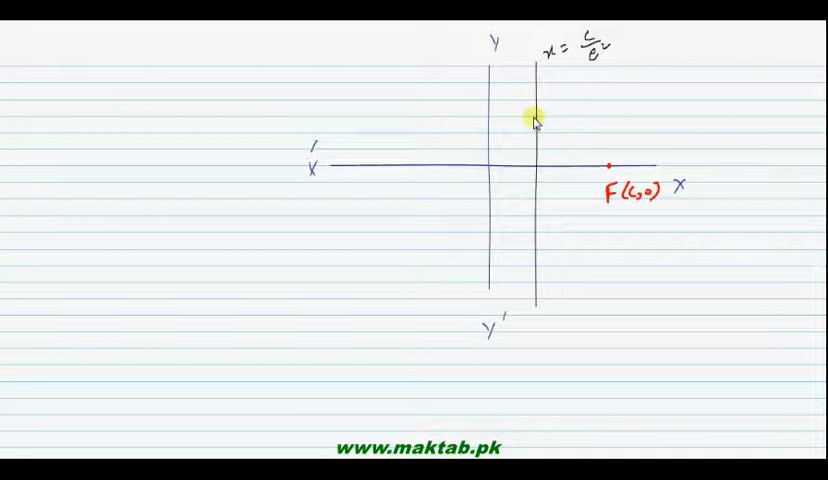 Y
x = c/e²
X'
F(c,0)
X
Y'
www.maktab.pk